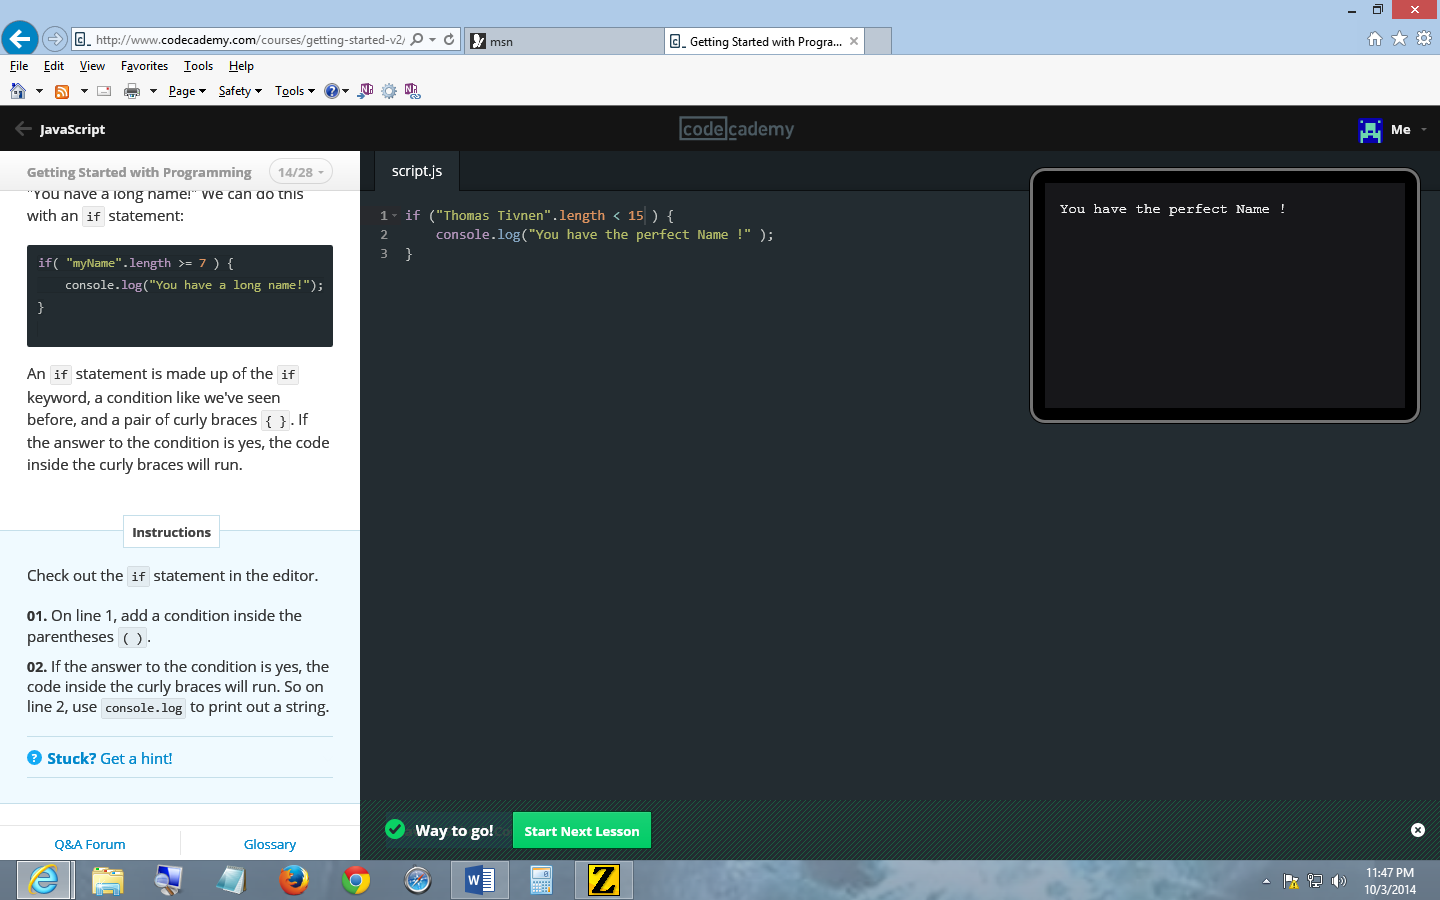 http://www.codecademy.com/courses/getting-started-v2/
msn
Getting Started with Progra...
File Edit View Favorites Tools Help
Page Safety Tools
JavaScript
codecademy
Me
Getting Started with Programming 14/28
"You have a long name!" We can do this
with an if statement:
if( "myName".length >= 7 ) {
console.log("You have a long name!");
}
An if statement is made up of the if
keyword, a condition like we've seen
before, and a pair of curly braces { }. If
the answer to the condition is yes, the code
inside the curly braces will run.
Instructions
Check out the if statement in the editor.
01. On line 1, add a condition inside the
parentheses ( ).
02. If the answer to the condition is yes, the
code inside the curly braces will run. So on
line 2, use console.log to print out a string.
? Stuck? Get a hint!
Q&A Forum Glossary
script.js
1 if ("Thomas Tivnen".length < 15 ) {
2 console.log("You have the perfect Name !" );
3 }
You have the perfect Name !
Way to go! Start Next Lesson
11:47 PM
10/3/2014